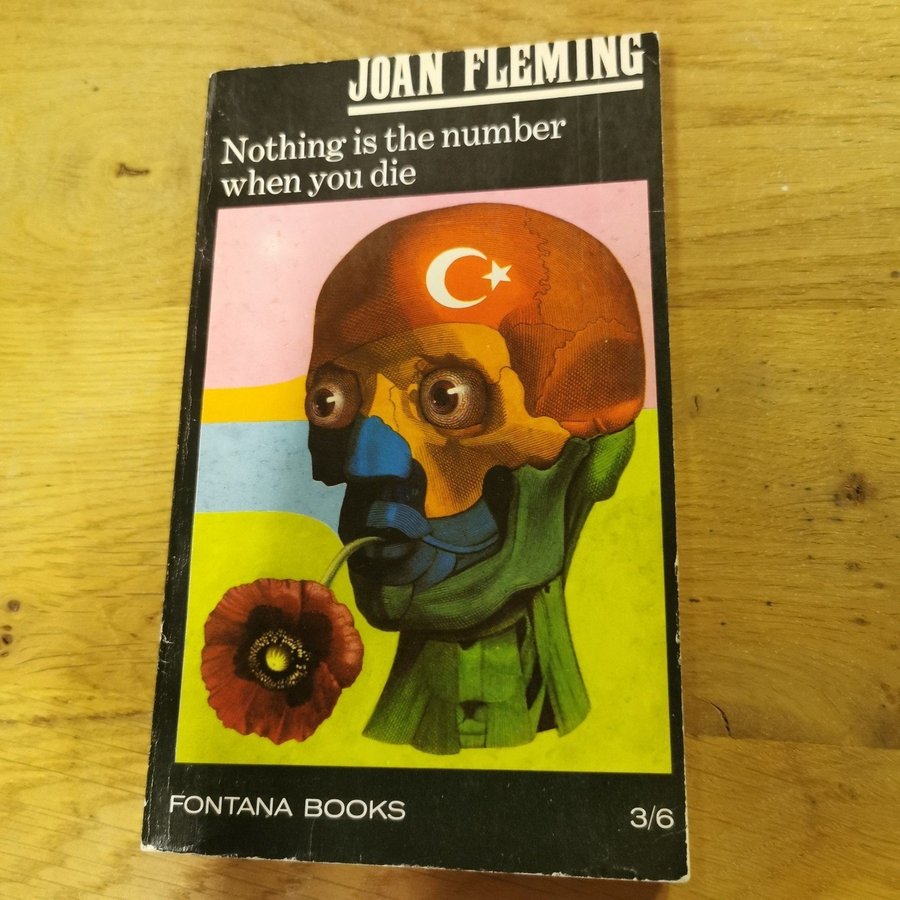 JOAN FLEMING
Nothing is the number
when you die
FONTANA BOOKS
3/6